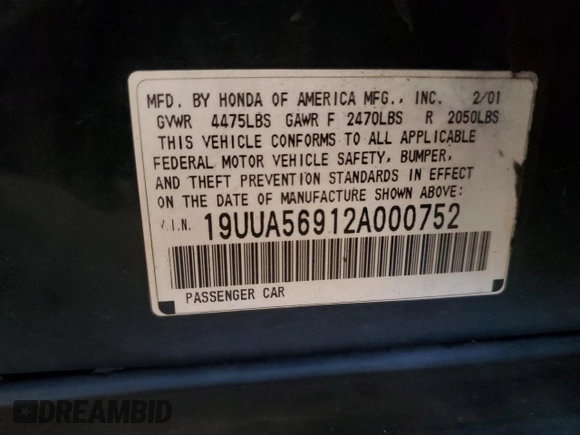 MFD. BY HONDA OF AMERICA MFG., INC. 2/01
GVWR 4475LBS GAWR F 2470LBS R 2050LBS
THIS VEHICLE CONFORMS TO ALL APPLICABLE
FEDERAL MOTOR VEHICLE SAFETY, BUMPER,
AND THEFT PREVENTION STANDARDS IN EFFECT
ON THE DATE OF MANUFACTURE SHOWN ABOVE:
V.I.N. 19UUA56912A000752
PASSENGER CAR
DREAMBID